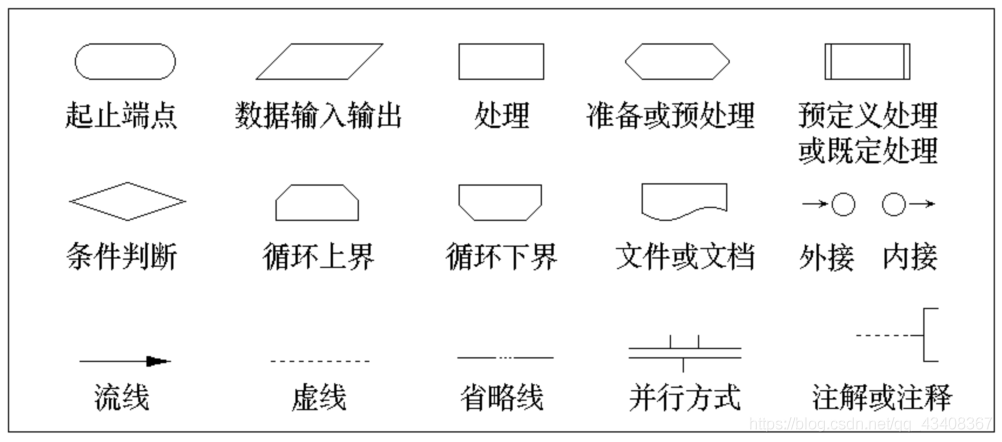 起止端点
数据输入输出
处理
准备或预处理
预定义处理
或既定处理
条件判断
循环上界
循环下界
文件或文档
外接
内接
流线
虚线
省略线
并行方式
注解或注释
https://blog.csdn.net/qq_43408367